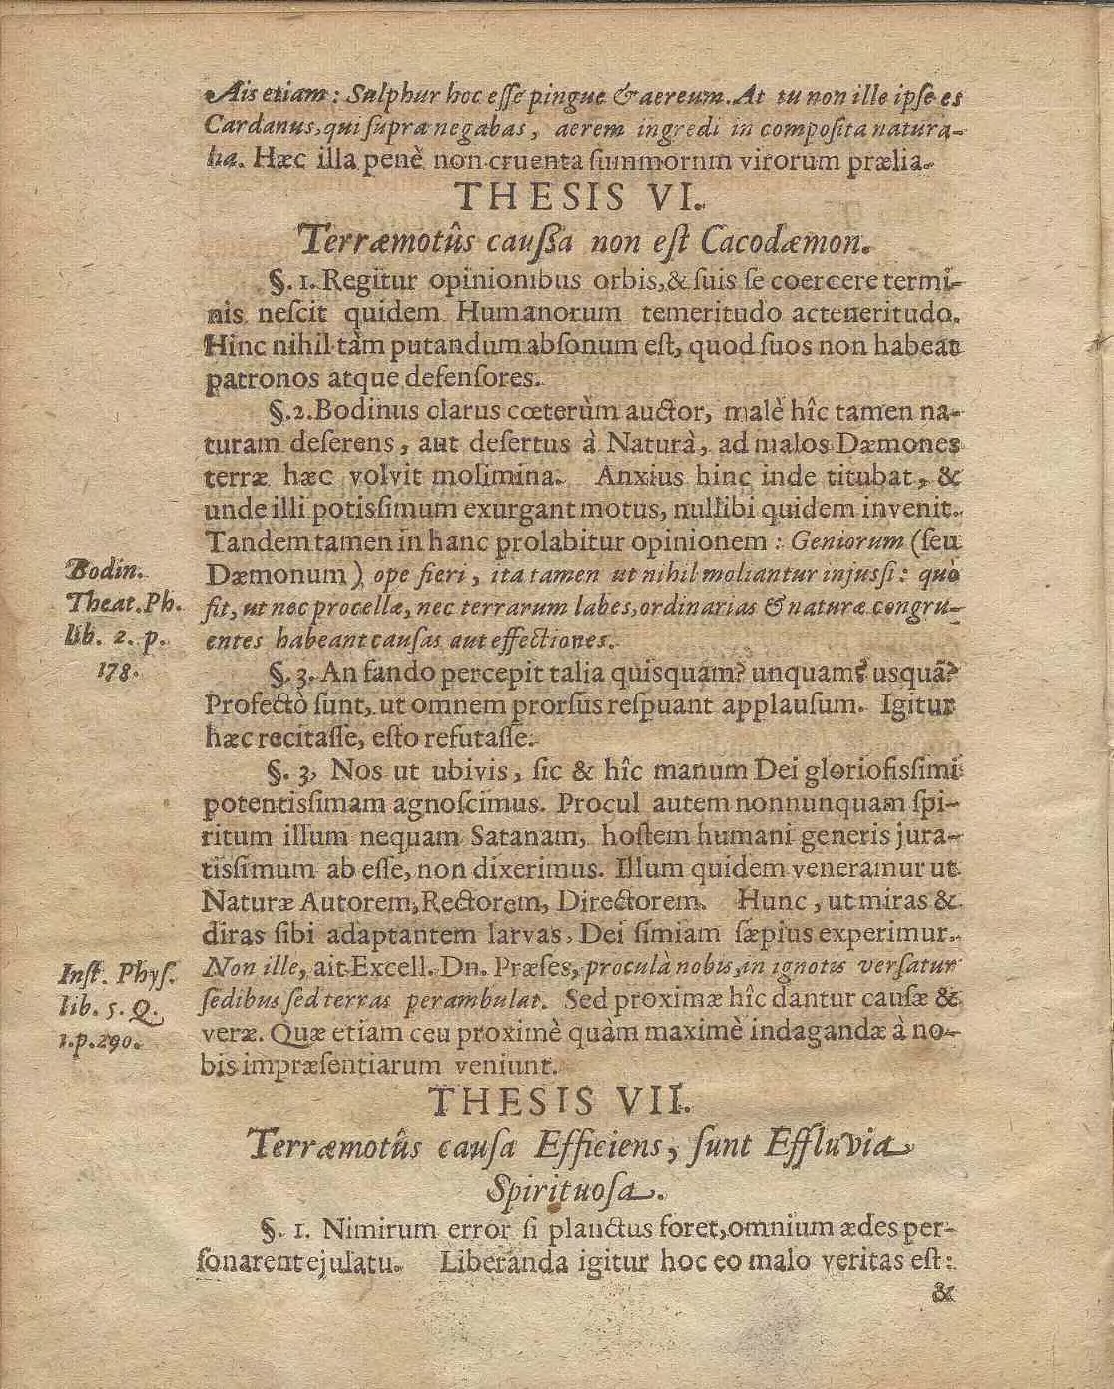 Ais etiam: Sulphur hoc eſſe pingue & aereum. At tu non ille ipſe es
Cardanus, qui ſupra negabas, aerem ingredi in compoſita natura-
lia. Hæc illa penè non cruenta ſummorum virorum prælia.
THESIS VI.
Terræmotûs cauſſa non eſt Cacodæmon.
§. 1. Regitur opinionibus orbis, & ſuis ſe coercere termi-
nis neſcit quidem Humanorum temeritudo ac teneritudo.
Hinc nihil tàm putandum abſonum eſt, quod ſuos non habeat
patronos atque defenſores.
§. 2. Bodinus clarus cœterùm auctor, malè hîc tamen na-
turam deſerens, aut deſertus à Naturâ, ad malos Dæmones
terræ hæc volvit molimina. Anxius hinc inde titubat, &
unde illi potisſimum exurgant motus, nullibi quidem invenit.
Tandem tamen in hanc prolabitur opinionem: Geniorum (ſeu
Bodin.
Theat. Ph.
lib. 2. p.
178.
Dæmonum) ope fieri, ita tamen ut nihil moliantur injuſſi: quò
fit, ut nec procellæ, nec terrarum labes, ordinarias & naturæ congru-
entes habeant cauſas aut effectiones.
§. 3. An fando percepit talia quisquam? unquam? usquã?
Profectò ſunt, ut omnem prorſus reſpuant applauſum. Igitur
hæc recitaſſe, eſto refutaſſe.
§. 3, Nos ut ubivis, ſic & hîc manum Dei glorioſisſimi
potentisſimam agnoſcimus. Procul autem nonnunquam ſpi-
ritum illum nequam Satanam, hoſtem humani generis jura-
tisſimum ab eſſe, non dixerimus. Illum quidem veneramur ut
Naturæ Autorem, Rectorem, Directorem. Hunc, ut miras &
diras ſibi adaptantem larvas, Dei ſimiam ſæpius experimur.
Inſt. Phyſ.
lib. 5. Q.
1. p. 290.
Non ille, ait Excell. Dn. Præſes, procul à nobis, in ignotis verſatur
ſedibus ſed terras perambulat. Sed proximæ hîc dantur cauſæ &
veræ. Quæ etiam ceu proximè quàm maximè indagandæ à no-
bis impræſentiarum veniunt.
THESIS VII.
Terræmotûs cauſa Efficiens, ſunt Effluvia
Spirituoſa.
§. 1. Nimirum error ſi planctus foret, omnium ædes per-
ſonarent ejulatu. Liberanda igitur hoc eo malo veritas eſt:
&